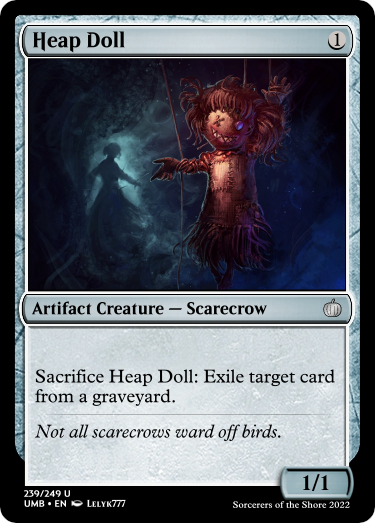 Heap Doll 1
Artifact Creature — Scarecrow
Sacrifice Heap Doll: Exile target card
from a graveyard.
Not all scarecrows ward off birds.
1/1
239/249 U
UMB • EN Lelyk777
Sorcerers of the Shore 2022